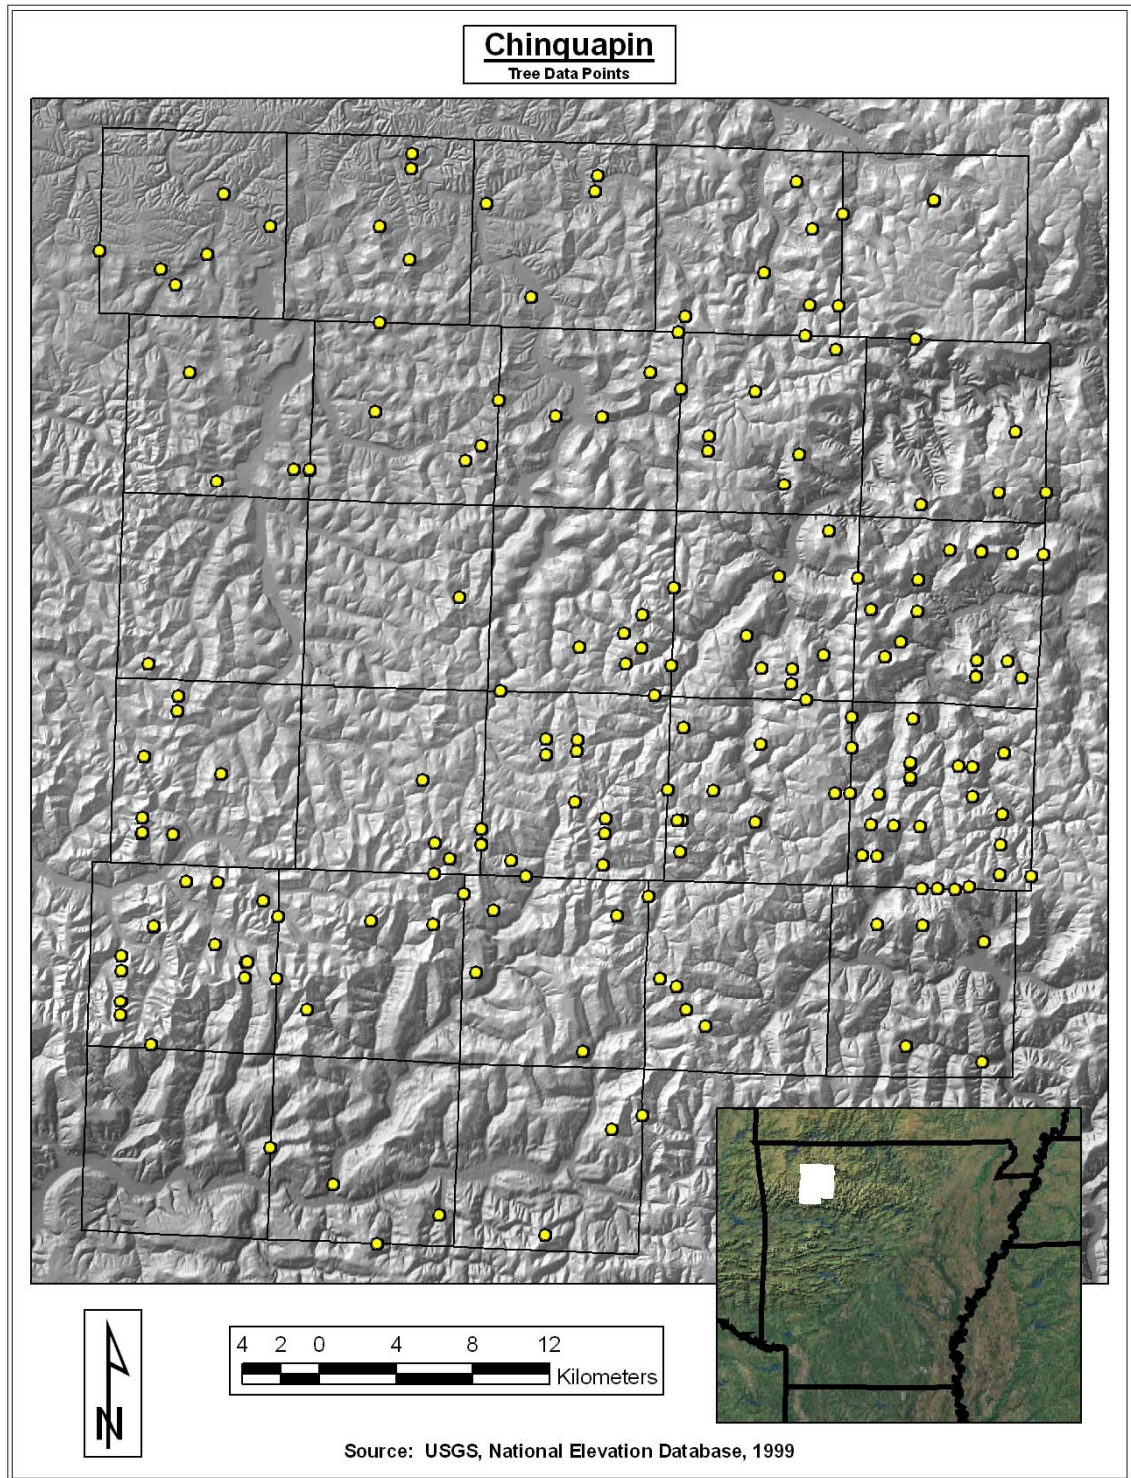 Chinquapin
Tree Data Points
N
4 2 0 4 8 12
Kilometers
Source: USGS, National Elevation Database, 1999